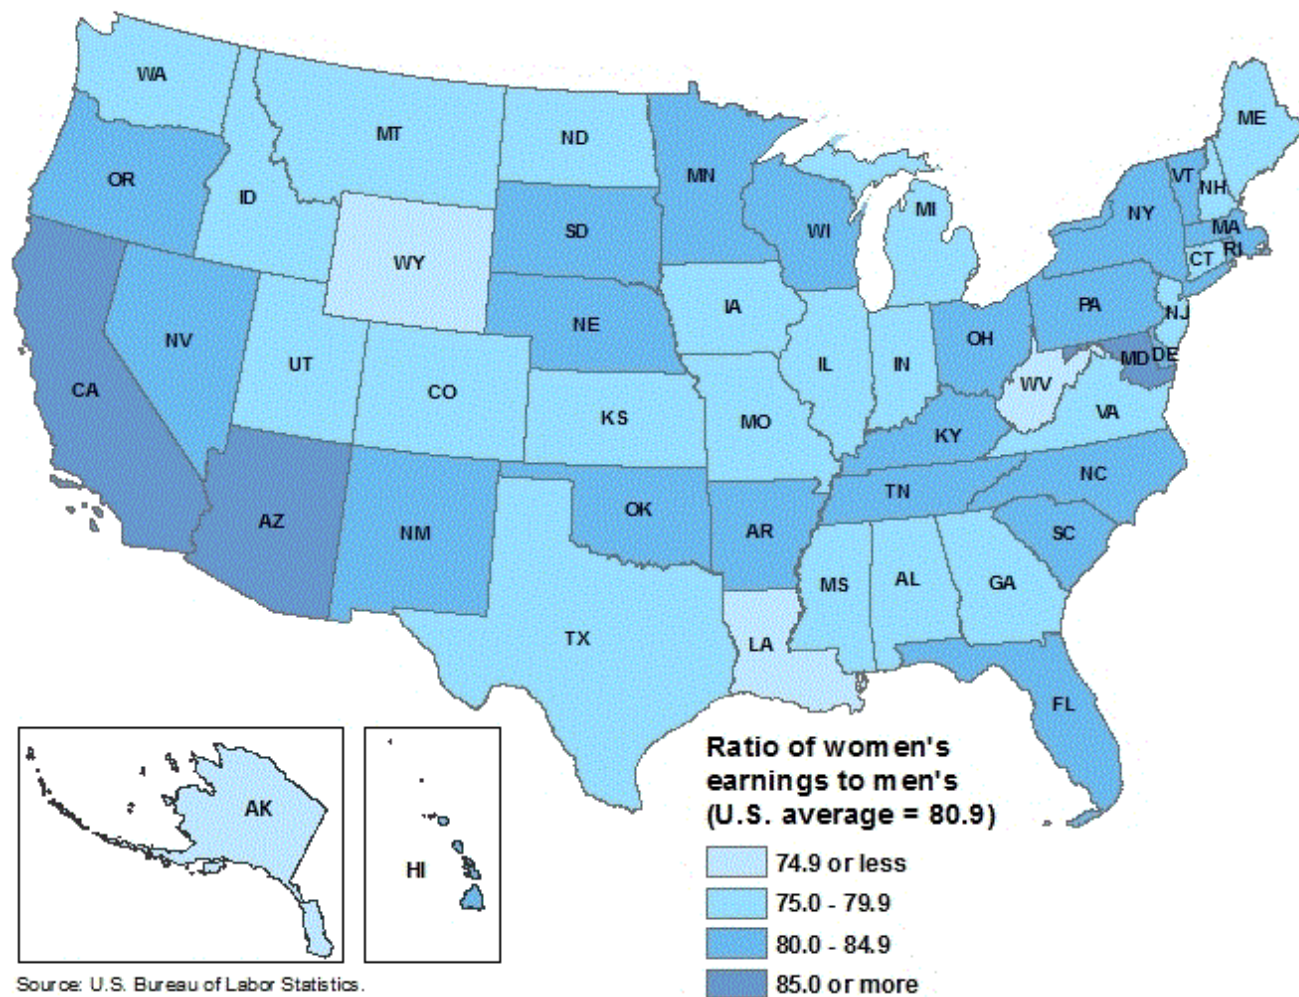 WA
MT
ND
ME
OR
ID
MN
VT
NH
NY
MI
SD
WI
MA
RI
CT
WY
IA
PA
NE
NJ
NV
OH
MD
DE
UT
CO
IL
IN
WV
CA
KS
MO
VA
KY
NC
TN
AZ
NM
OK
AR
SC
MS
AL
GA
TX
LA
FL
AK
HI
Ratio of women's
earnings to men's
(U.S. average = 80.9)
74.9 or less
75.0 - 79.9
80.0 - 84.9
85.0 or more
Source: U.S. Bureau of Labor Statistics.